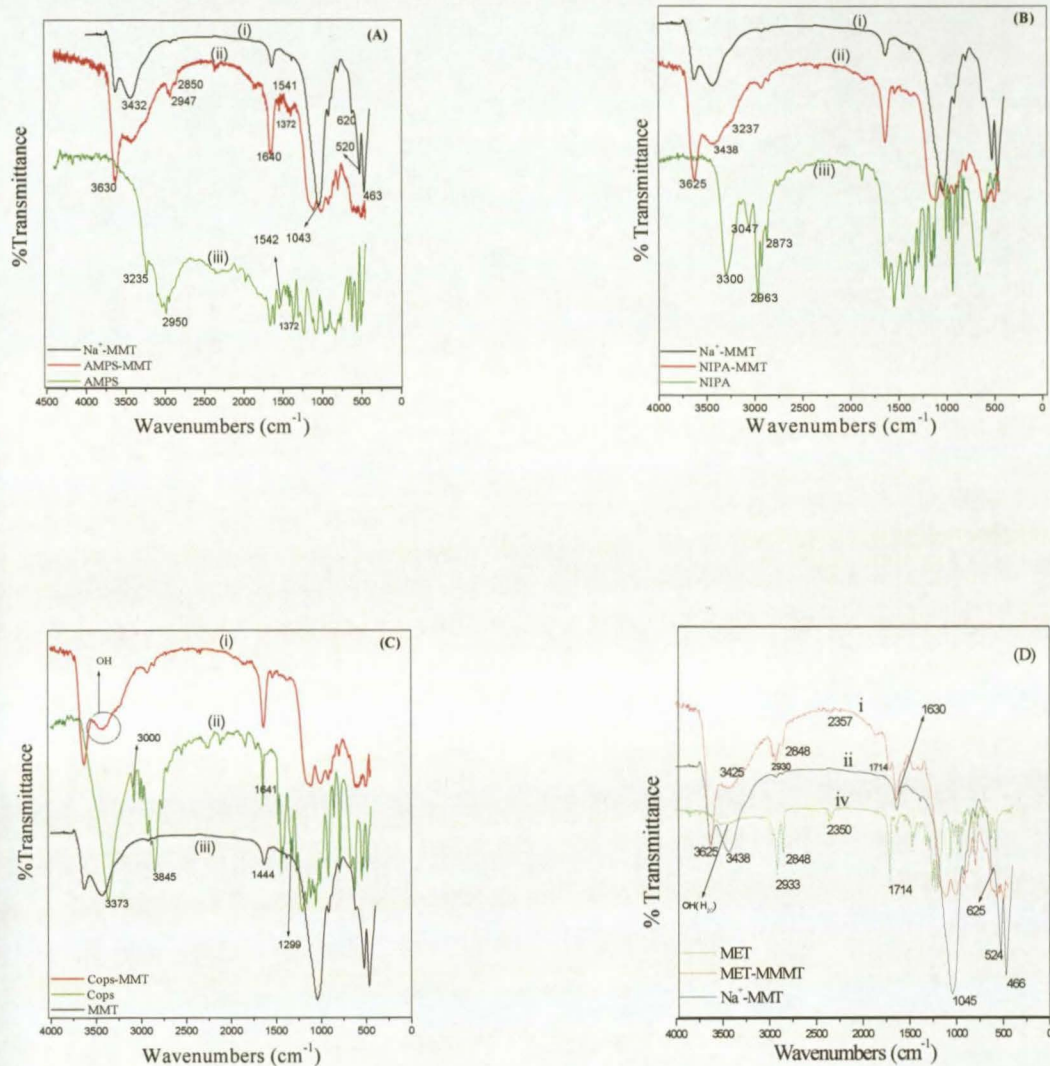 (A)
(i)
(ii)
2850
2947
3432
1541
1372
1640
620
520
463
3630
1542
1043
(iii)
3235
2950
1372
Na⁺-MMT
AMPS-MMT
AMPS
%Transmittance
4500 4000 3500 3000 2500 2000 1500 1000 500 0
Wavenumbers (cm⁻¹)
(B)
(i)
(ii)
3237
3438
3625
(iii)
3047
2873
3300
2963
Na⁺-MMT
NIPA-MMT
NIPA
% Transmittance
4000 3500 3000 2500 2000 1500 1000 500 0
Wavenumbers (cm⁻¹)
(C)
(i)
OH
(ii)
3000
1641
(iii)
3845
1444
3373
1299
Cops-MMT
Cops
MMT
%Transmittance
4000 3500 3000 2500 2000 1500 1000 500 0
Wavenumbers (cm⁻¹)
(D)
i
1630
2357
2848
2930
1714
3425
ii
iv
2350
3625
3438
2848
2933
1714
625
524
466
1045
MET
MET-MMMT
Na⁺-MMT
% Transmittance
4000 3500 3000 2500 2000 1500 1000 500 0
Wavenumbers (cm⁻¹)